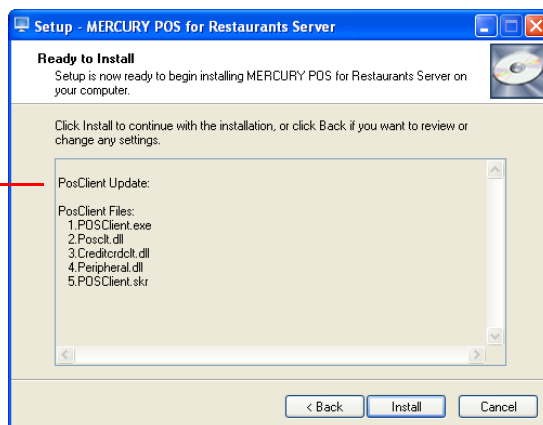 Setup - MERCURY POS for Restaurants Server
Ready to Install
Setup is now ready to begin installing MERCURY POS for Restaurants Server on
your computer.
Click Install to continue with the installation, or click Back if you want to review or
change any settings.
PosClient Update:
PosClient Files:
1.POSClient.exe
2.Posclt.dll
3.Creditcrdclt.dll
4.Peripheral.dll
5.POSClient.skr
< Back
Install
Cancel